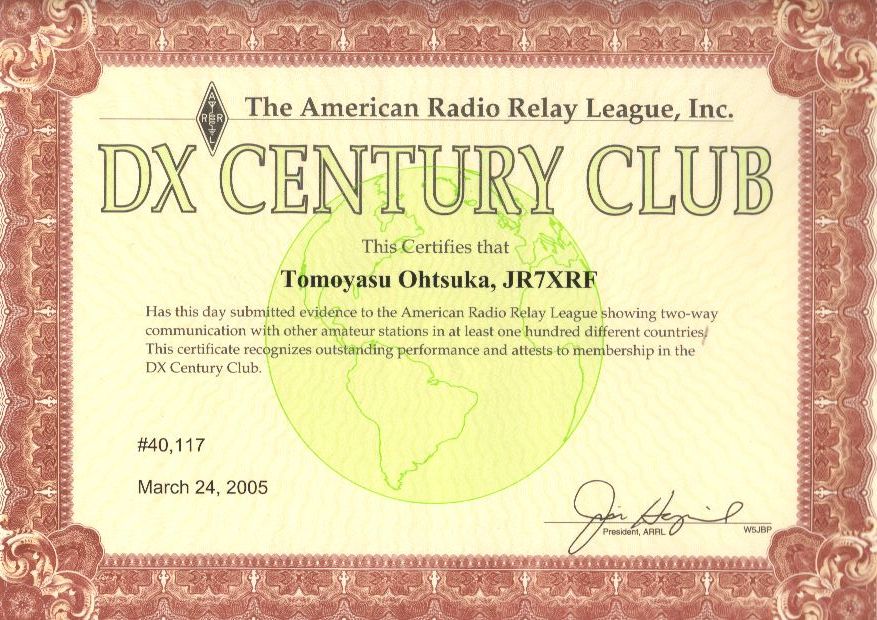 ARRL
The American Radio Relay League, Inc.
DX CENTURY CLUB
This Certifies that
Tomoyasu Ohtsuka, JR7XRF
Has this day submitted evidence to the American Radio Relay League showing two-way
communication with other amateur stations in at least one hundred different countries.
This certificate recognizes outstanding performance and attests to membership in the
DX Century Club.
#40,117
March 24, 2005
President, ARRL
W5JBP